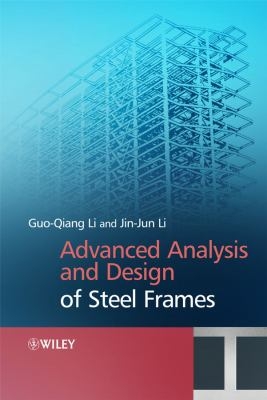 Guo-Qiang Li and Jin-Jun Li
Advanced Analysis
and Design
of Steel Frames
WILEY